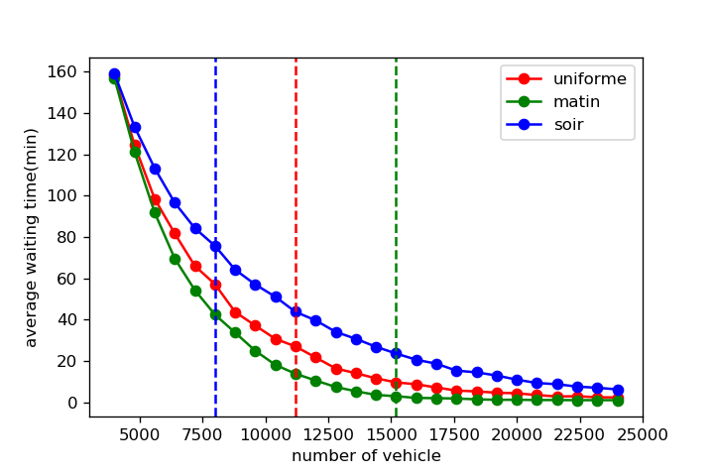 160
140
120
100
80
60
40
20
0
average waiting time(min)
uniforme
matin
soir
5000 7500 10000 12500 15000 17500 20000 22500 25000
number of vehicle